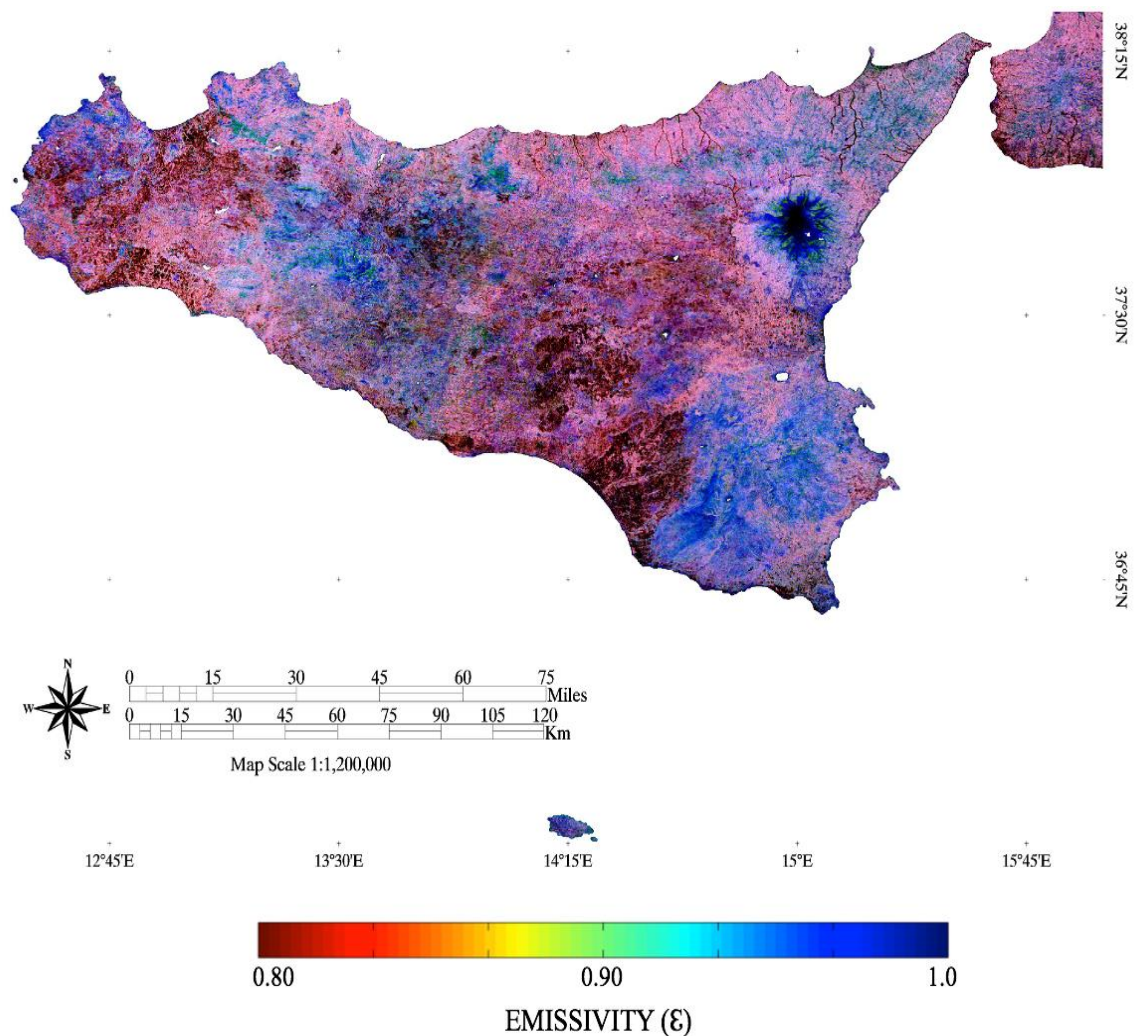 38°15'N
37°30'N
36°45'N
N
W E
S
0 15 30 45 60 75
Miles
0 15 30 45 60 75 90 105 120
Km
Map Scale 1:1,200,000
12°45'E 13°30'E 14°15'E 15°E 15°45'E
0.80 0.90 1.0
EMISSIVITY (Ɛ)